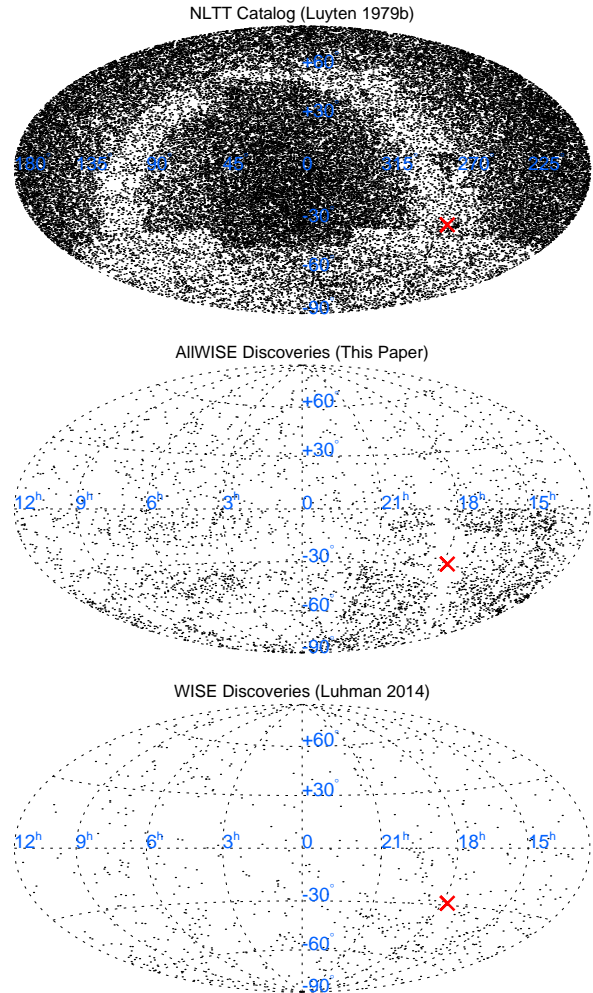 NLTT Catalog (Luyten 1979b)
+60°
+30°
180° 135° 90° 45° 0 315° 270° 225°
-30°
-60°
-90°
AllWISE Discoveries (This Paper)
+60°
+30°
12h 9h 6h 3h 0 21h 18h 15h
-30°
-60°
-90°
WISE Discoveries (Luhman 2014)
+60°
+30°
12h 9h 6h 3h 0 21h 18h 15h
-30°
-60°
-90°